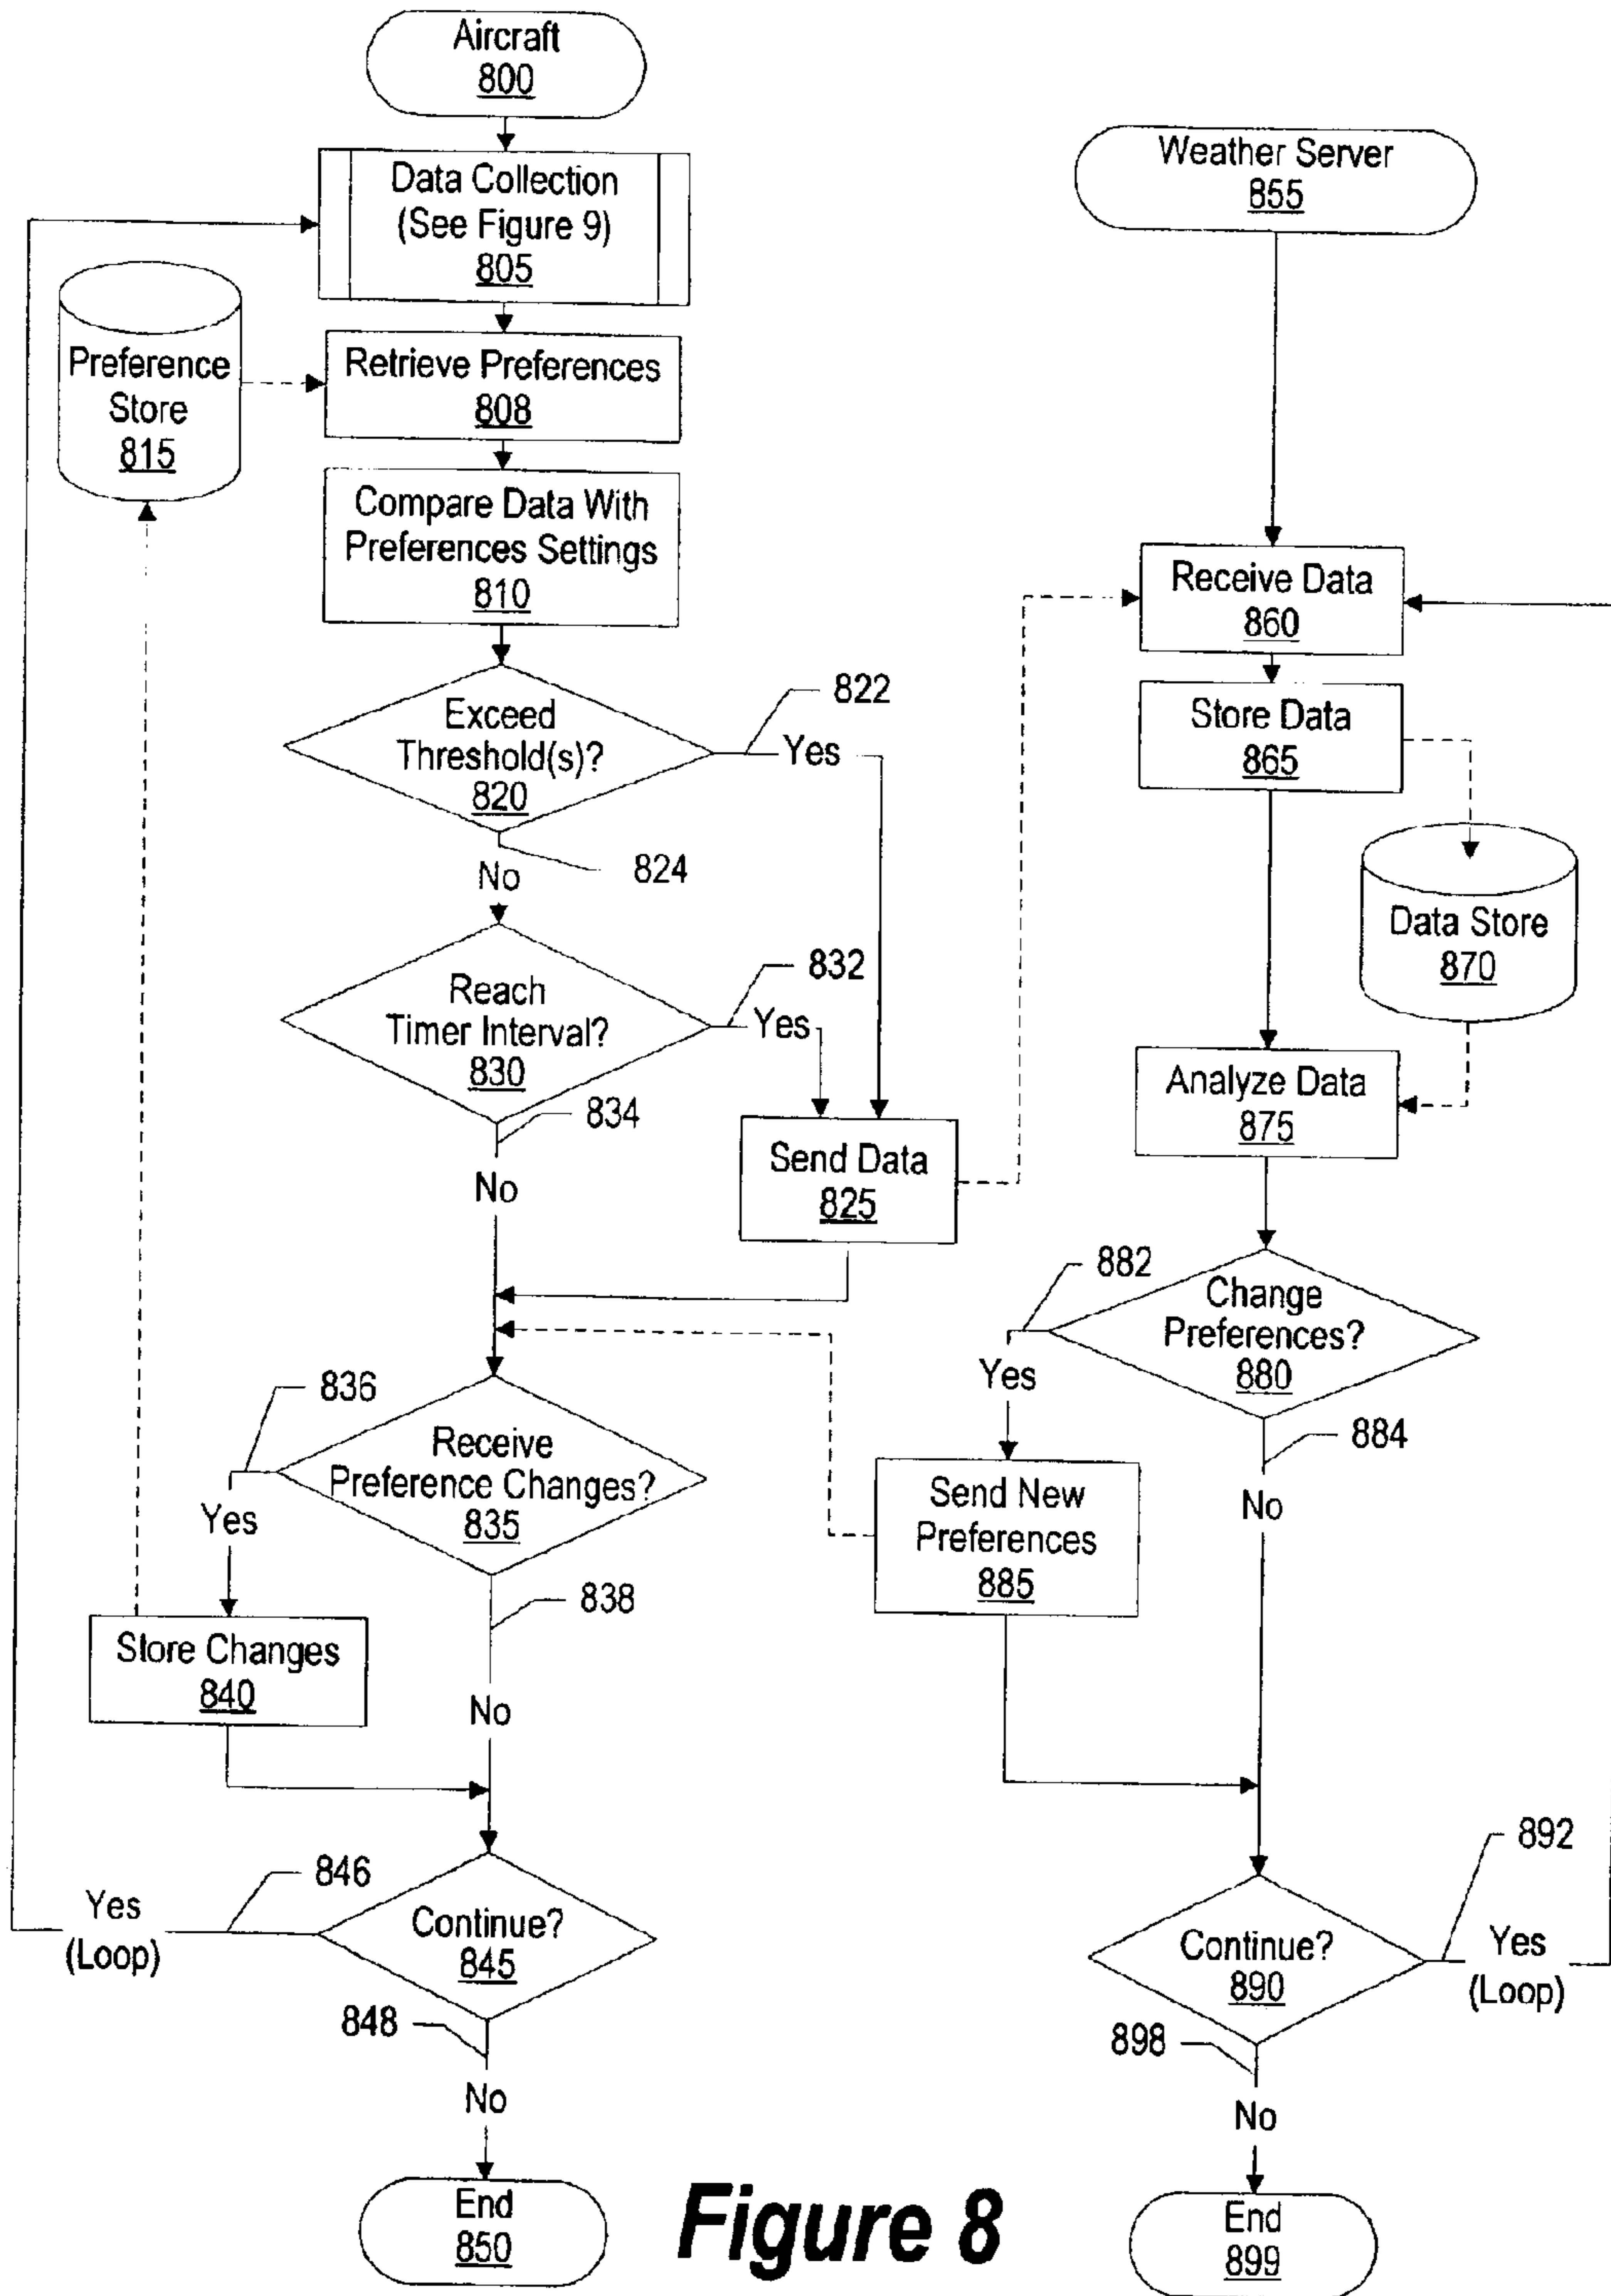 Aircraft
800
Data Collection
(See Figure 9)
805
Preference
Store
815
Retrieve Preferences
808
Compare Data With
Preferences Settings
810
Exceed
Threshold(s)?
820
822
Yes
824
No
Reach
Timer Interval?
830
832
Yes
834
No
Send Data
825
Receive
Preference Changes?
835
836
Yes
838
No
Store Changes
840
Continue?
845
846
Yes
(Loop)
848
No
End
850
Weather Server
855
Receive Data
860
Store Data
865
Data Store
870
Analyze Data
875
Change
Preferences?
880
882
Yes
884
No
Send New
Preferences
885
Continue?
890
892
Yes
(Loop)
898
No
End
899
Figure 8